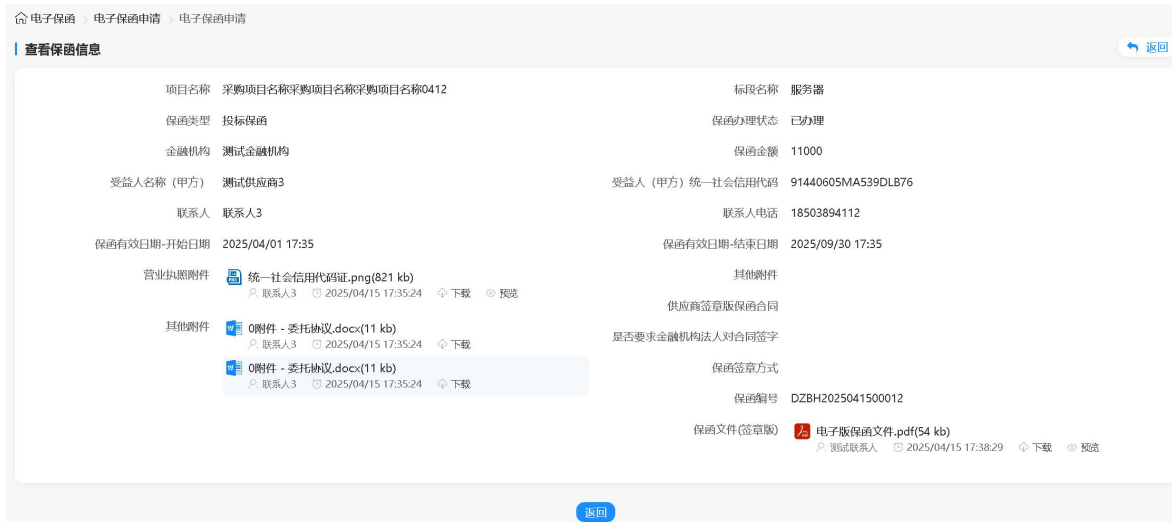 电子保函 > 电子保函申请 > 电子保函申请
查看保函信息
返回
项目名称 采购项目名称采购项目名称采购项目名称0412
标段名称 服务器
保函类型 投标保函
保函办理状态 已办理
金融机构 测试金融机构
保函金额 11000
受益人名称（甲方） 测试供应商3
受益人（甲方）统一社会信用代码 91440605MA539DLB76
联系人 联系人3
联系人电话 18503894112
保函有效日期-开始日期 2025/04/01 17:35
保函有效日期-结束日期 2025/09/30 17:35
营业执照附件 统一社会信用代码证.png(821 kb)
联系人3 2025/04/15 17:35:24 下载 预览
其他附件
供应商签章版保函合同
其他附件 0附件 - 委托协议.docx(11 kb)
联系人3 2025/04/15 17:35:24 下载
是否要求金融机构法人对合同签字
0附件 - 委托协议.docx(11 kb)
联系人3 2025/04/15 17:35:24 下载
保函签章方式
保函编号 DZBH2025041500012
保函文件(签章版) 电子版保函文件.pdf(54 kb)
测试联系人 2025/04/15 17:38:29 下载 预览
返回